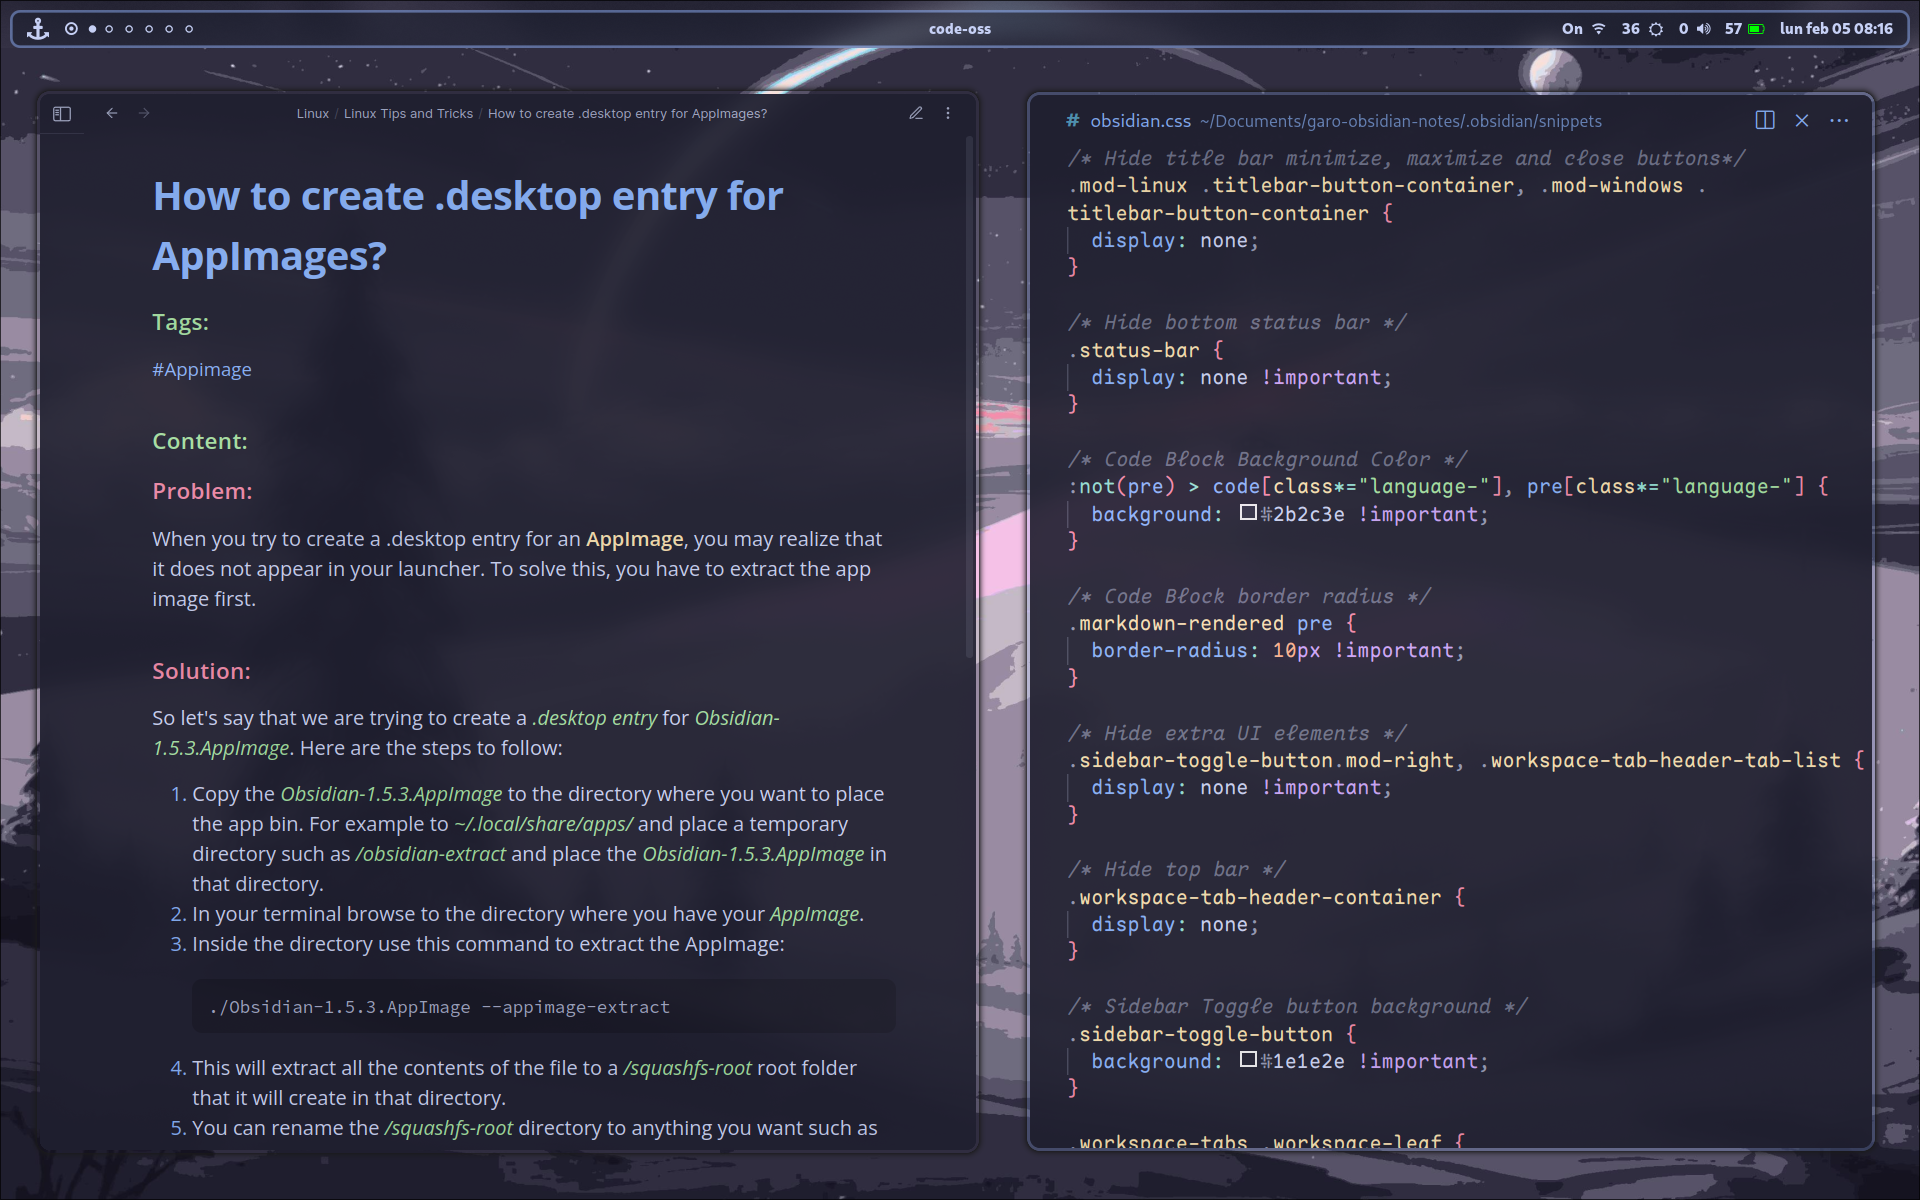 code-oss
On 36 0 57 lun feb 05 08:16
Linux / Linux Tips and Tricks / How to create .desktop entry for AppImages?
How to create .desktop entry for
AppImages?
Tags:
#Appimage
Content:
Problem:
When you try to create a .desktop entry for an AppImage, you may realize that
it does not appear in your launcher. To solve this, you have to extract the app
image first.
Solution:
So let's say that we are trying to create a .desktop entry for Obsidian-
1.5.3.AppImage. Here are the steps to follow:
1. Copy the Obsidian-1.5.3.AppImage to the directory where you want to place
the app bin. For example to ~/.local/share/apps/ and place a temporary
directory such as /obsidian-extract and place the Obsidian-1.5.3.AppImage in
that directory.
2. In your terminal browse to the directory where you have your AppImage.
3. Inside the directory use this command to extract the AppImage:
./Obsidian-1.5.3.AppImage --appimage-extract
4. This will extract all the contents of the file to a /squashfs-root root folder
that it will create in that directory.
5. You can rename the /squashfs-root directory to anything you want such as
# obsidian.css ~/Documents/garo-obsidian-notes/.obsidian/snippets
/* Hide title bar minimize, maximize and close buttons*/
.mod-linux .titlebar-button-container, .mod-windows .
titlebar-button-container {
display: none;
}
/* Hide bottom status bar */
.status-bar {
display: none !important;
}
/* Code Block Background Color */
:not(pre) > code[class*="language-"], pre[class*="language-"] {
background: #2b2c3e !important;
}
/* Code Block border radius */
.markdown-rendered pre {
border-radius: 10px !important;
}
/* Hide extra UI elements */
.sidebar-toggle-button.mod-right, .workspace-tab-header-tab-list {
display: none !important;
}
/* Hide top bar */
.workspace-tab-header-container {
display: none;
}
/* Sidebar Toggle button background */
.sidebar-toggle-button {
background: #1e1e2e !important;
}
.workspace-tabs .workspace-leaf {